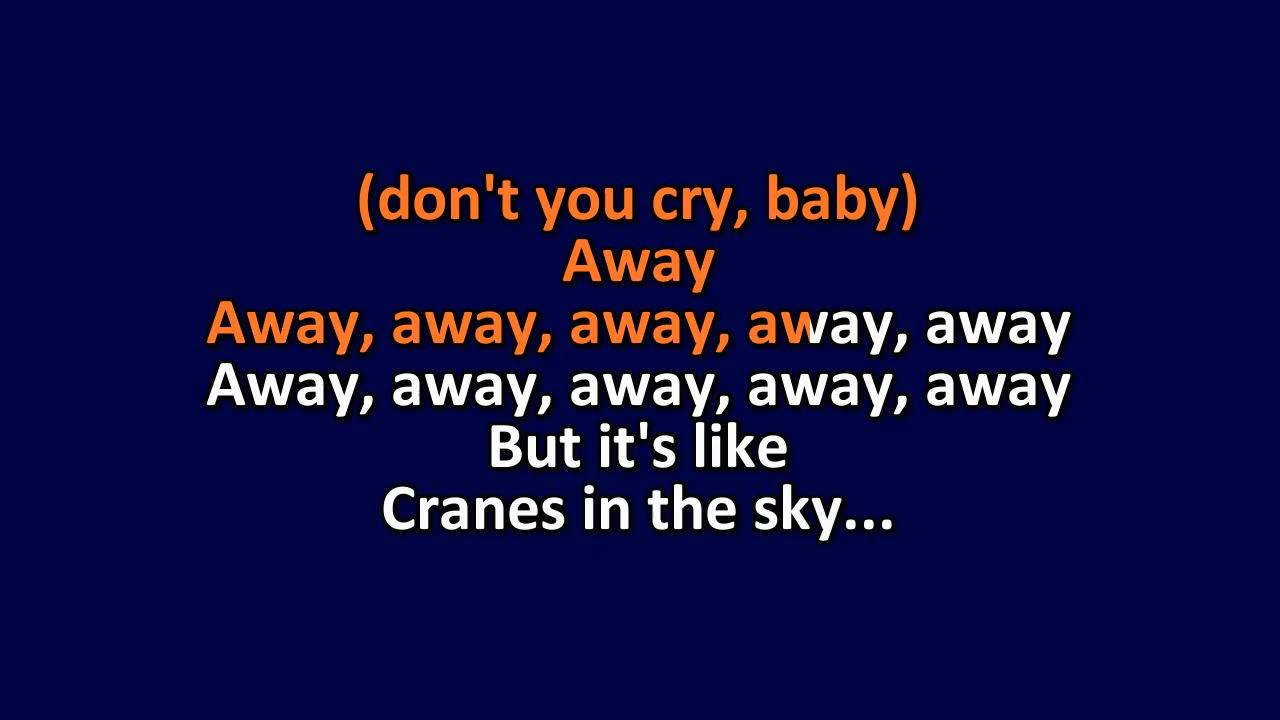 (don't you cry, baby)
Away
Away, away, away, away, away
Away, away, away, away, away
But it's like
Cranes in the sky...